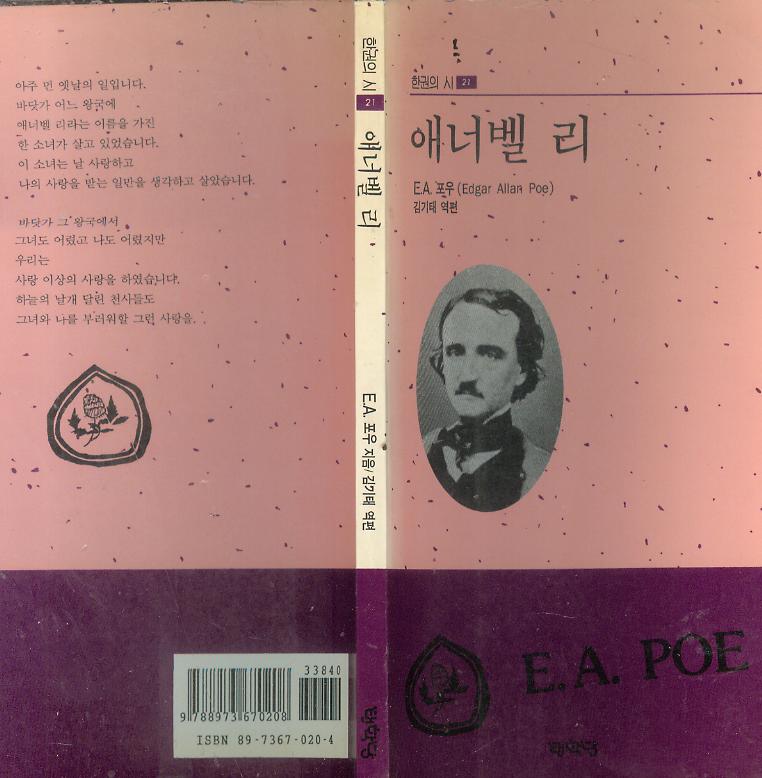 아주 먼 옛날의 일입니다.
바닷가 어느 왕국에
애너벨 리라는 이름을 가진
한 소녀가 살고 있었습니다.
이 소녀는 날 사랑하고
나의 사랑을 받는 일만을 생각하고 살았습니다.
바닷가 그 왕국에서
그녀도 어렸고 나도 어렸지만
우리는
사랑 이상의 사랑을 하였습니다.
하늘의 날개 달린 천사들도
그녀와 나를 부러워할 그런 사랑을.
33840
9 788973 670208
ISBN 89-7367-020-4
한권의 시 21
애너벨 리
E.A. 포우 지음/김기태 역편
태학당
한권의 시 21
애너벨 리
E.A. 포우 (Edgar Allan Poe)
김기태 역편
E.A. POE
태학당